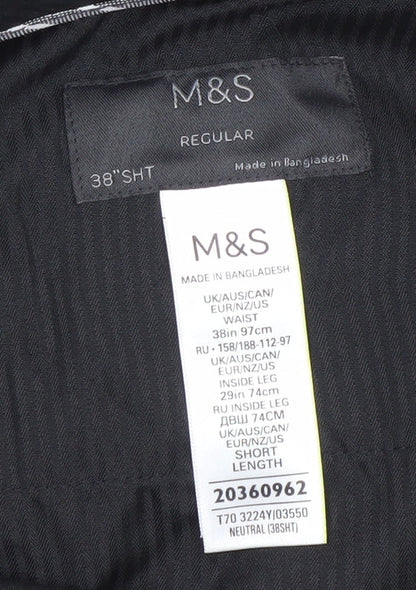 M&S
REGULAR
38"SHT Made in Bangladesh
M&S
MADE IN BANGLADESH
UK/AUS/CAN/
EUR/NZ/US
WAIST
38in 97cm
RU • 158/188-112-97
UK/AUS/CAN/
EUR/NZ/US
INSIDE LEG
29in 74cm
RU INSIDE LEG
ДВШ 74CM
UK/AUS/CAN/
EUR/NZ/US
SHORT
LENGTH
20360962
T70 3224Y/03550
NEUTRAL (38SHT)